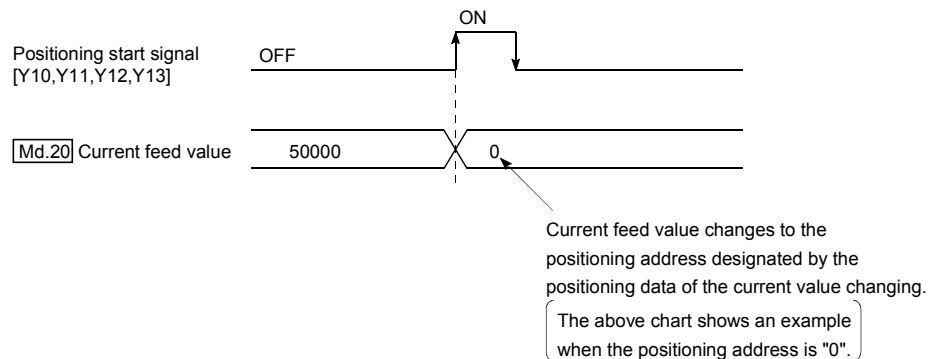 ON
Positioning start signal
[Y10,Y11,Y12,Y13]
OFF
Md.20 Current feed value
50000
0
Current feed value changes to the
positioning address designated by the
positioning data of the current value changing.
The above chart shows an example
when the positioning address is "0".